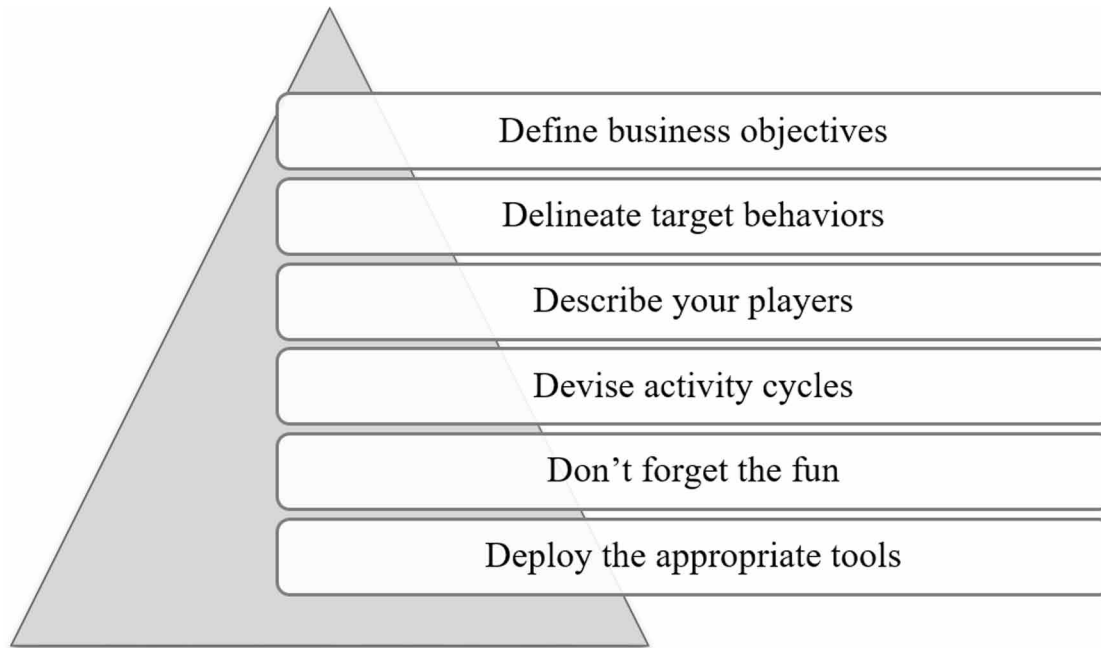 Define business objectives
Delineate target behaviors
Describe your players
Devise activity cycles
Don’t forget the fun
Deploy the appropriate tools